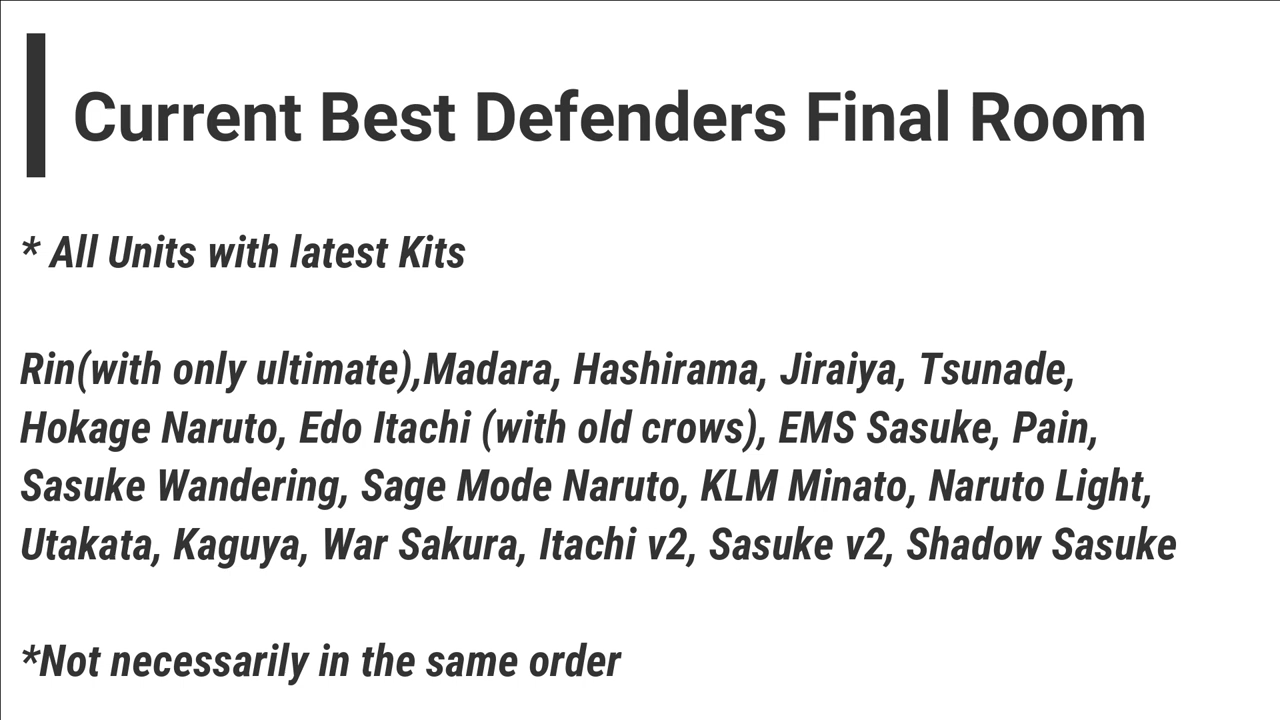 Current Best Defenders Final Room
* All Units with latest Kits
Rin(with only ultimate),Madara, Hashirama, Jiraiya, Tsunade,
Hokage Naruto, Edo Itachi (with old crows), EMS Sasuke, Pain,
Sasuke Wandering, Sage Mode Naruto, KLM Minato, Naruto Light,
Utakata, Kaguya, War Sakura, Itachi v2, Sasuke v2, Shadow Sasuke
*Not necessarily in the same order